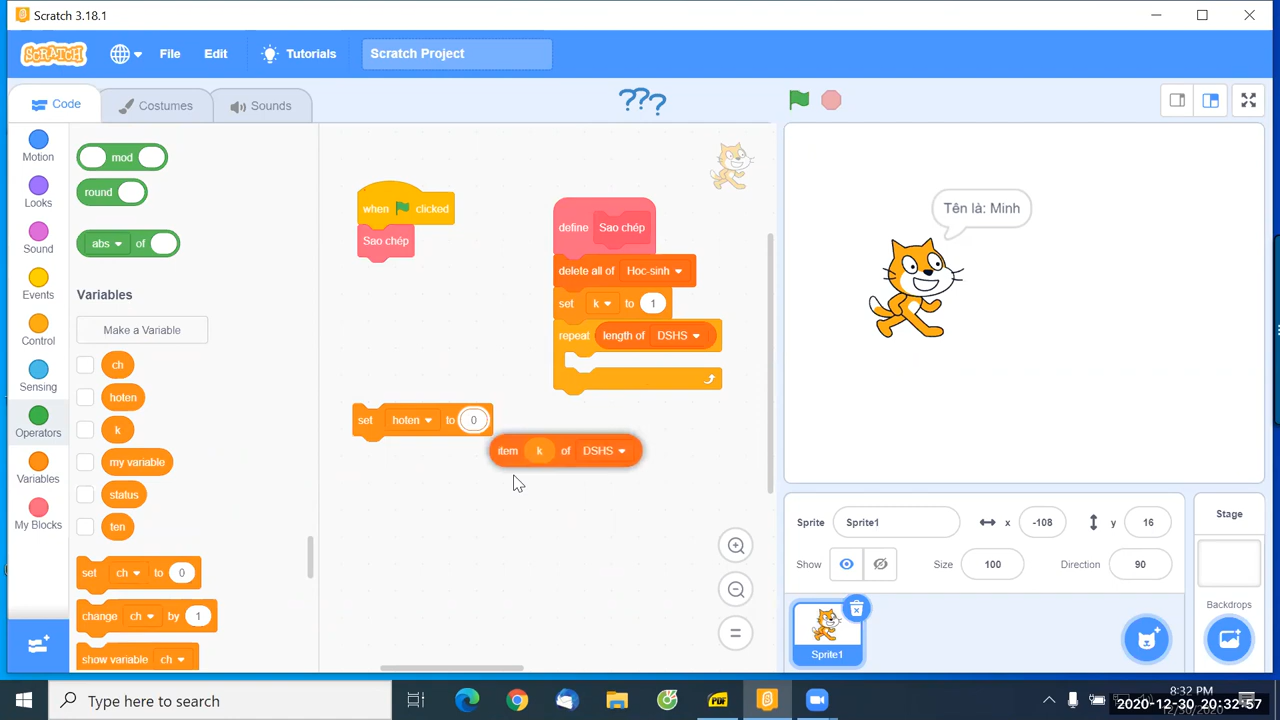 Scratch 3.18.1
SCRATCH
File
Edit
Tutorials
Scratch Project
Code
Costumes
Sounds
???
Motion
Looks
Sound
Events
Control
Sensing
Operators
Variables
My Blocks
mod
round
abs of
Variables
Make a Variable
ch
hoten
k
my variable
status
ten
set ch to 0
change ch by 1
show variable ch
when clicked
Sao chép
define Sao chép
delete all of Hoc-sinh
set k to 1
repeat length of DSHS
set hoten to 0
item k of DSHS
Tên là: Minh
Sprite Sprite1 x -108 y 16
Show Size 100 Direction 90
Sprite1
Stage
Backdrops
Type here to search
PDF
8:32 PM
2020-12-30 20:32:57